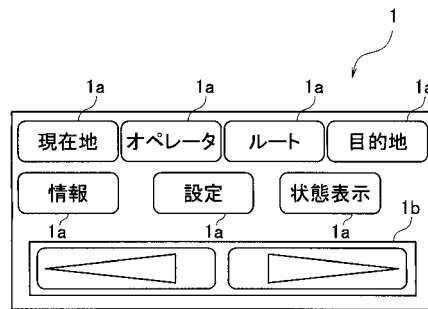 1
1a 1a 1a 1a
現在地 オペレータ ルート 目的地
情報 設定 状態表示
1a 1a 1a 1b